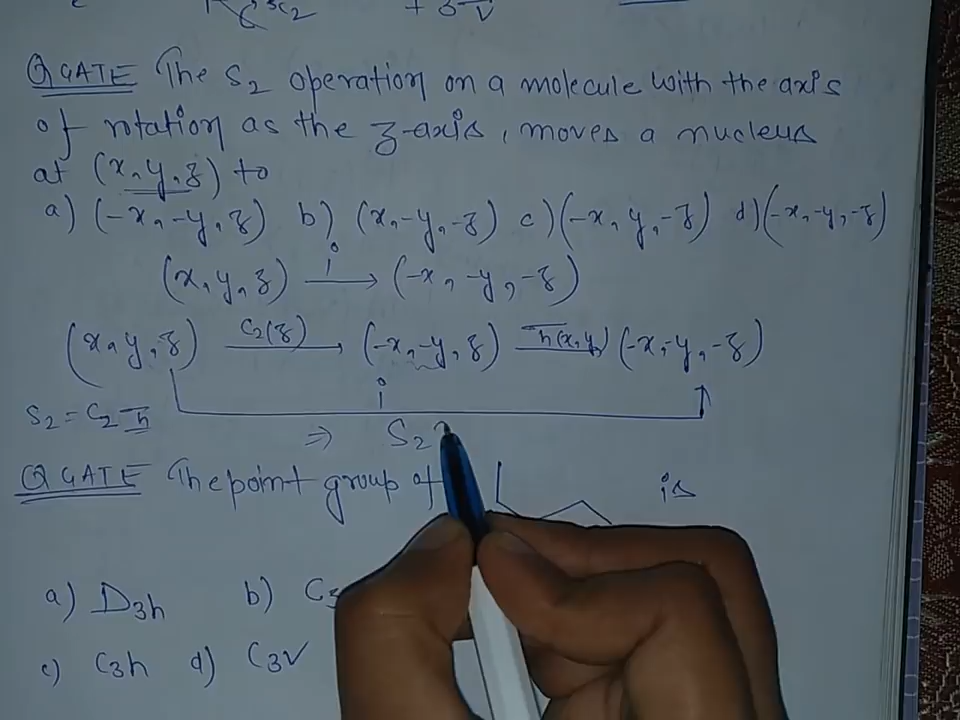 Q GATE The S2 operation on a molecule with the axis
of rotation as the z-axis, moves a nucleus
at (x, y, z) to
a) (-x, -y, z) b) (x, -y, -z) c) (-x, y, -z) d) (-x, -y, -z)
(x, y, z) i → (-x, -y, -z)
(x, y, z) C2(z) → (-x, -y, z) σh(x,y) → (-x, -y, -z)
i
S2 = C2 σh
⇒ S2
Q GATE The point group of is
a) D3h b)
c) C3h d) C3V